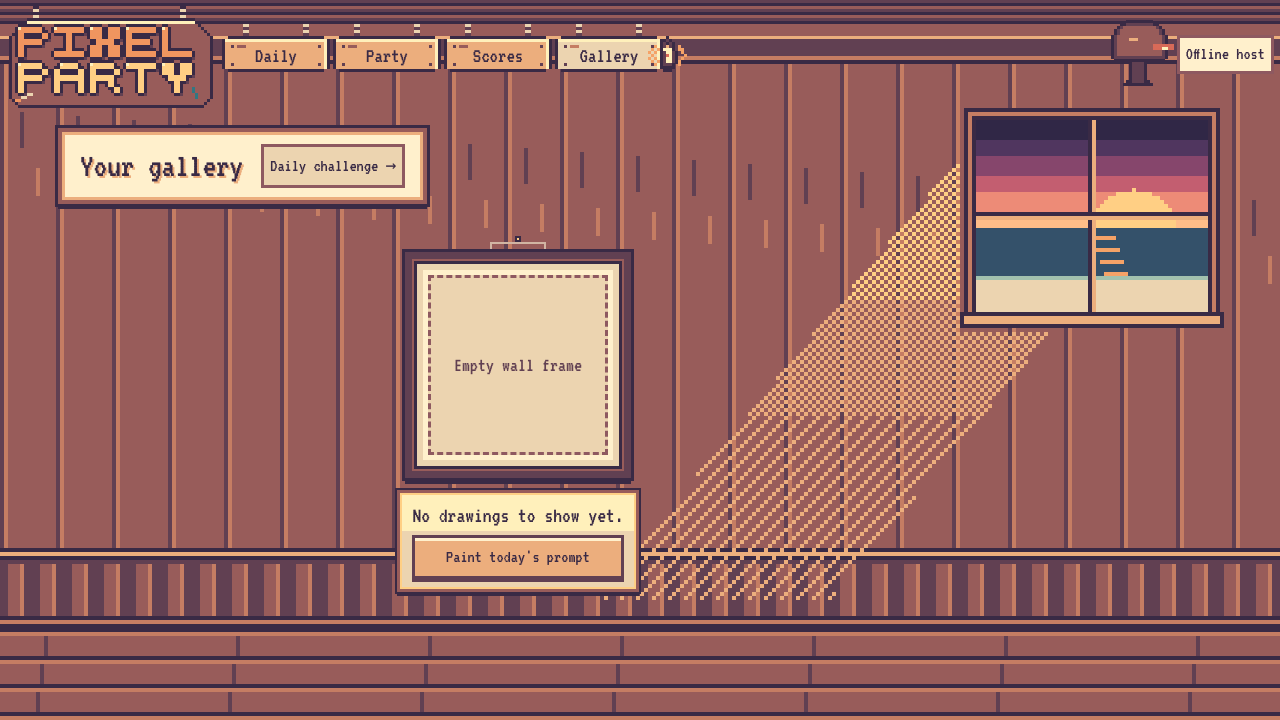 PIXEL
PARTY
Daily
Party
Scores
Gallery
Offline host
Your gallery
Daily challenge →
Empty wall frame
No drawings to show yet.
Paint today's prompt